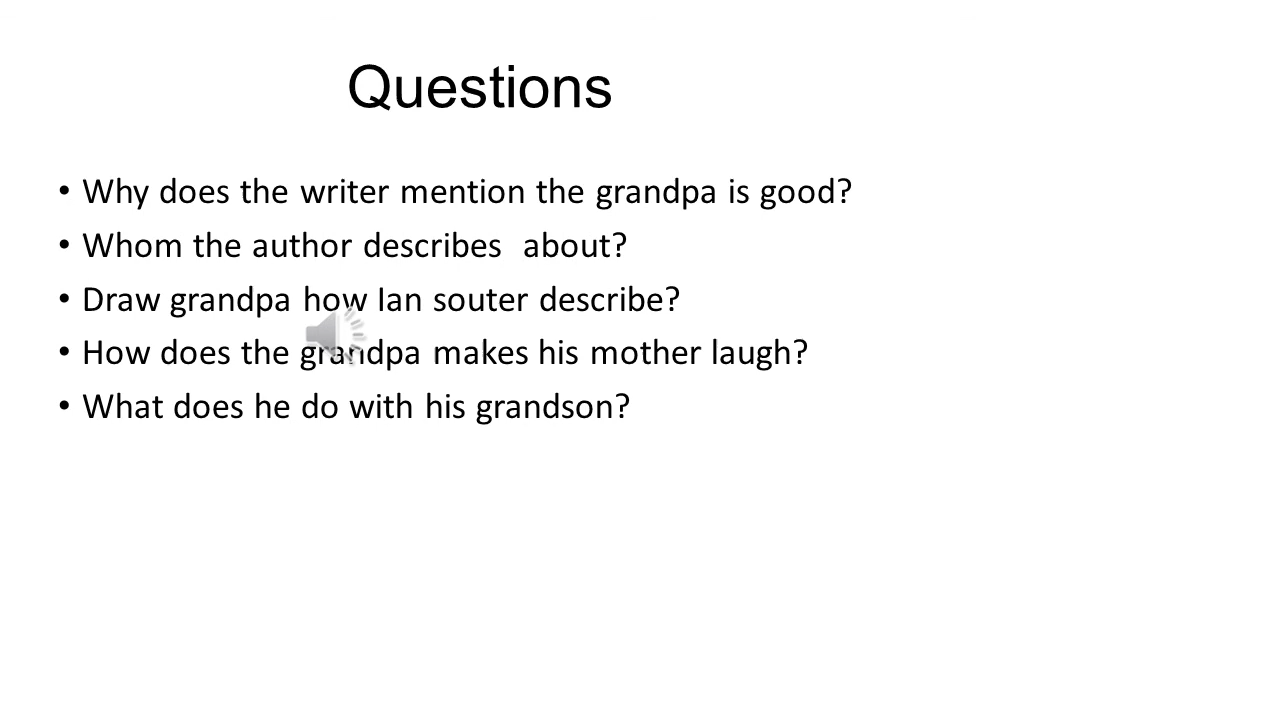 Questions
• Why does the writer mention the grandpa is good?
• Whom the author describes  about?
• Draw grandpa how Ian souter describe?
• How does the grandpa makes his mother laugh?
• What does he do with his grandson?